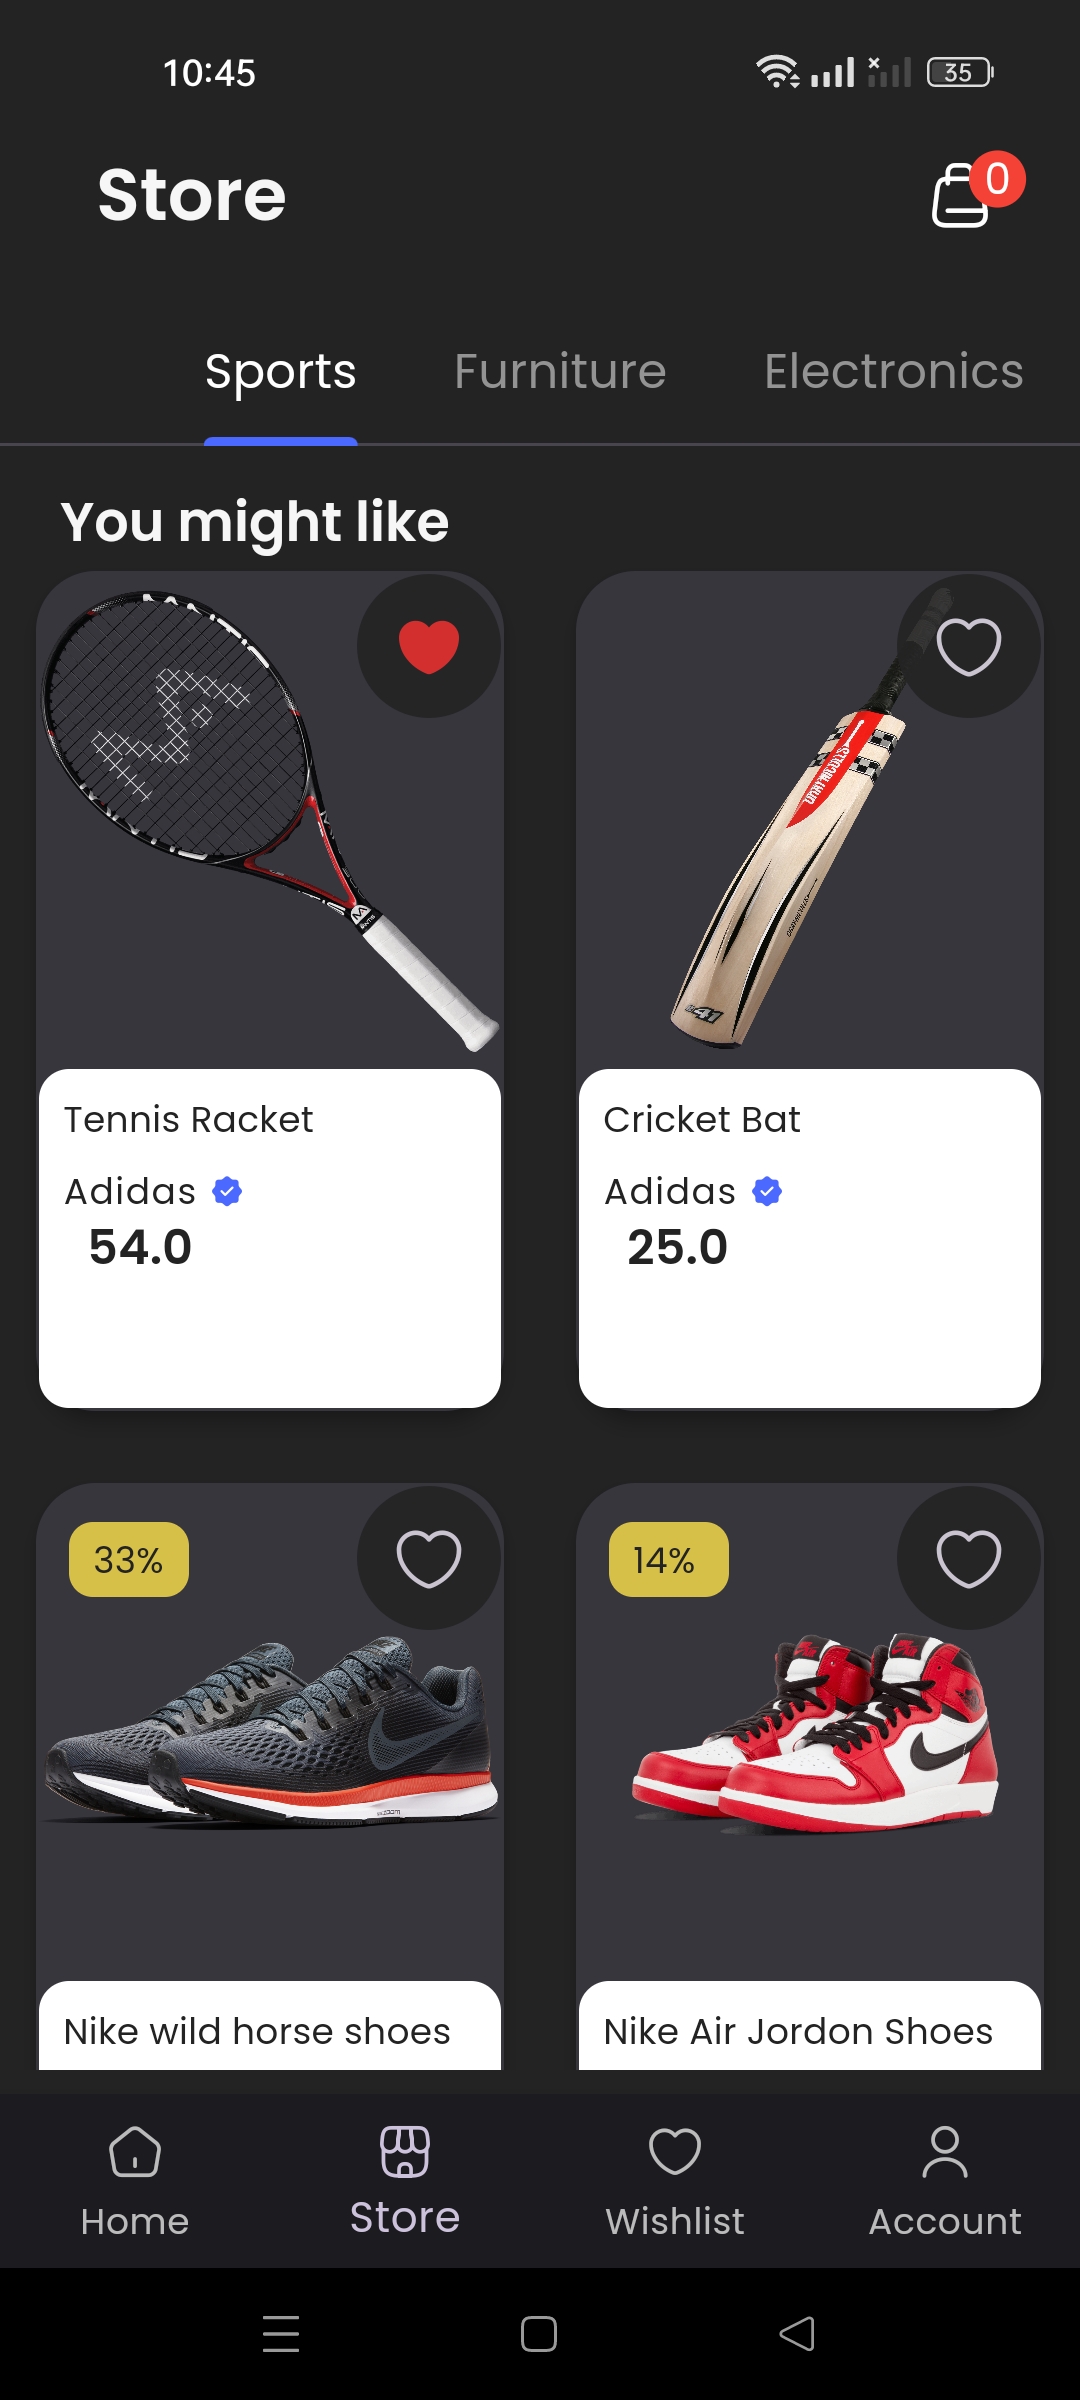 10:45
35
Store
0
Sports Furniture Electronics
You might like
41
Tennis Racket
Cricket Bat
Adidas
Adidas
54.0
25.0
33%
14%
Nike wild horse shoes
Nike Air Jordon Shoes
Home
Store
Wishlist
Account